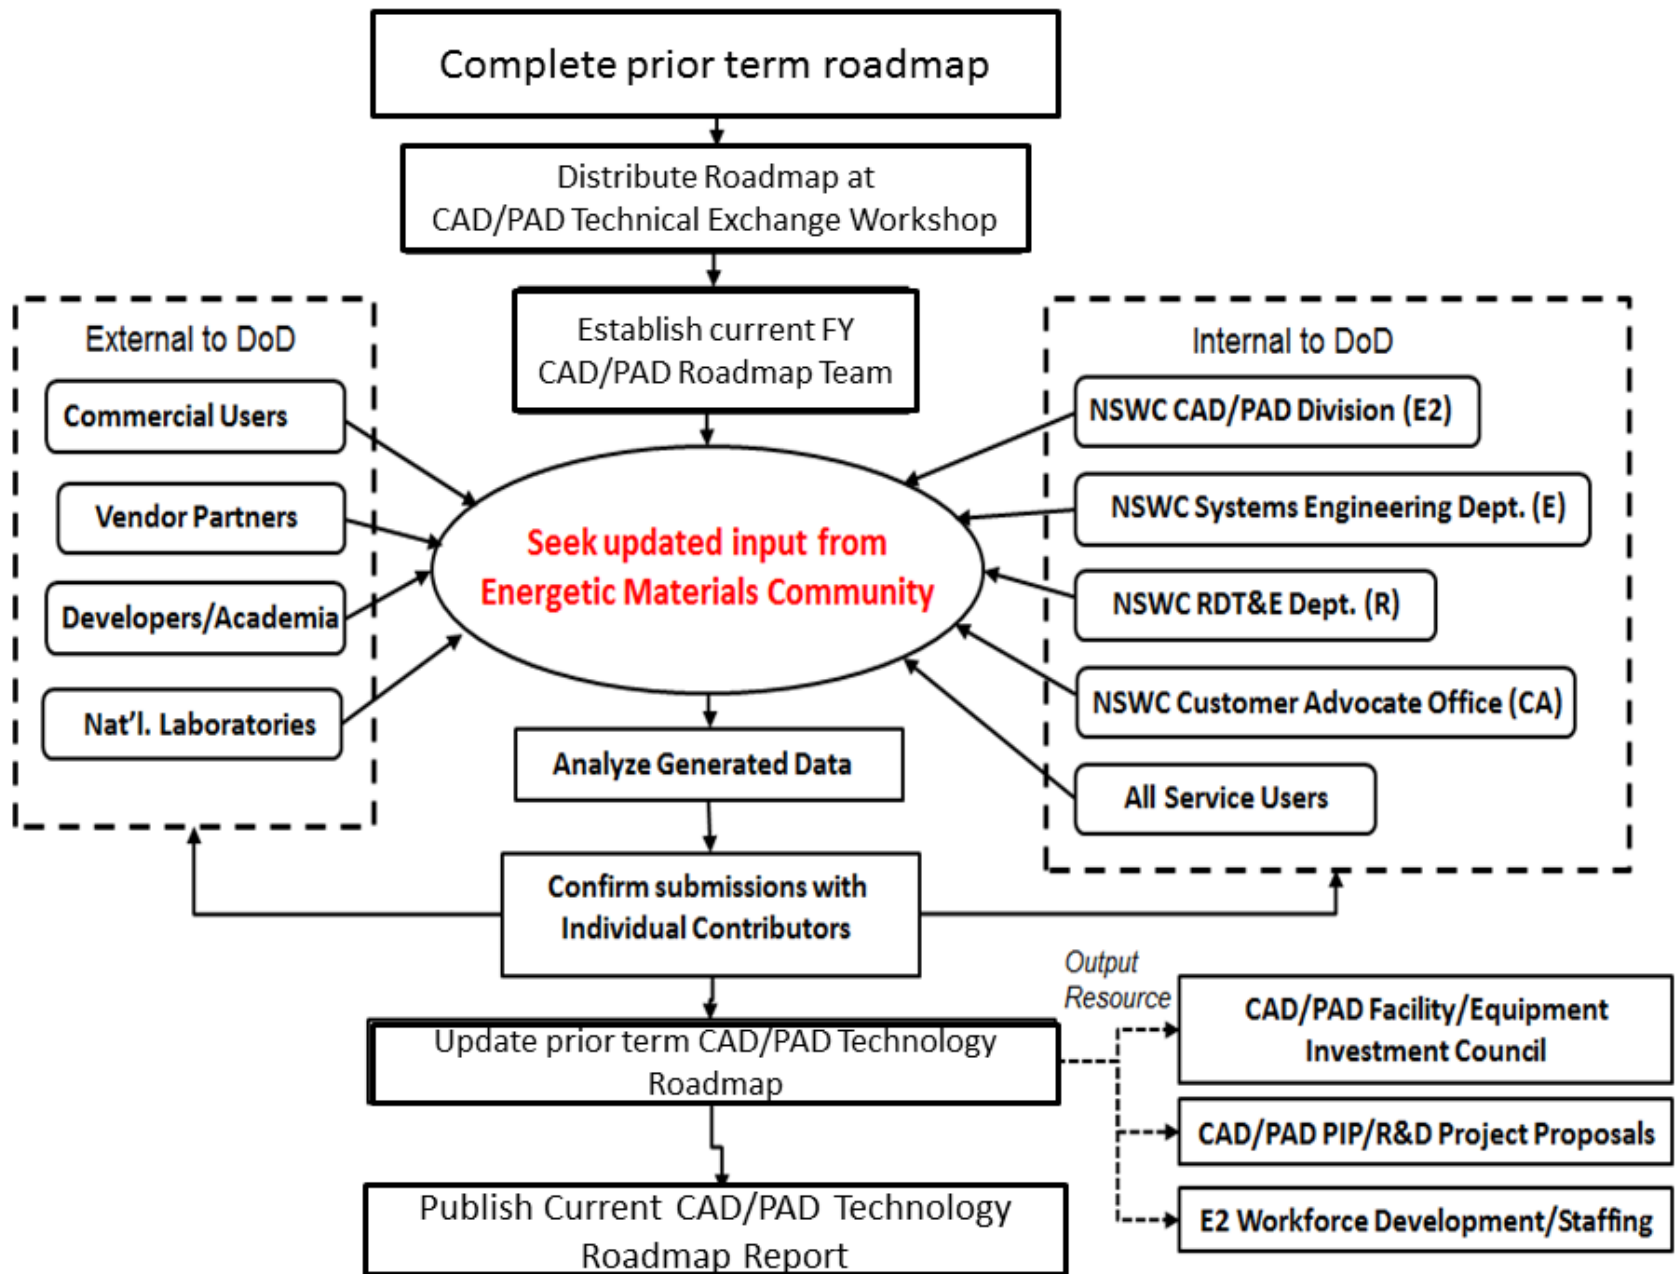 Complete prior term roadmap
Distribute Roadmap at
CAD/PAD Technical Exchange Workshop
Establish current FY
CAD/PAD Roadmap Team
External to DoD
Commercial Users
Vendor Partners
Developers/Academia
Nat'l. Laboratories
Seek updated input from
Energetic Materials Community
Internal to DoD
NSWC CAD/PAD Division (E2)
NSWC Systems Engineering Dept. (E)
NSWC RDT&E Dept. (R)
NSWC Customer Advocate Office (CA)
All Service Users
Analyze Generated Data
Confirm submissions with
Individual Contributors
Update prior term CAD/PAD Technology
Roadmap
Output
Resource
CAD/PAD Facility/Equipment
Investment Council
CAD/PAD PIP/R&D Project Proposals
E2 Workforce Development/Staffing
Publish Current CAD/PAD Technology
Roadmap Report